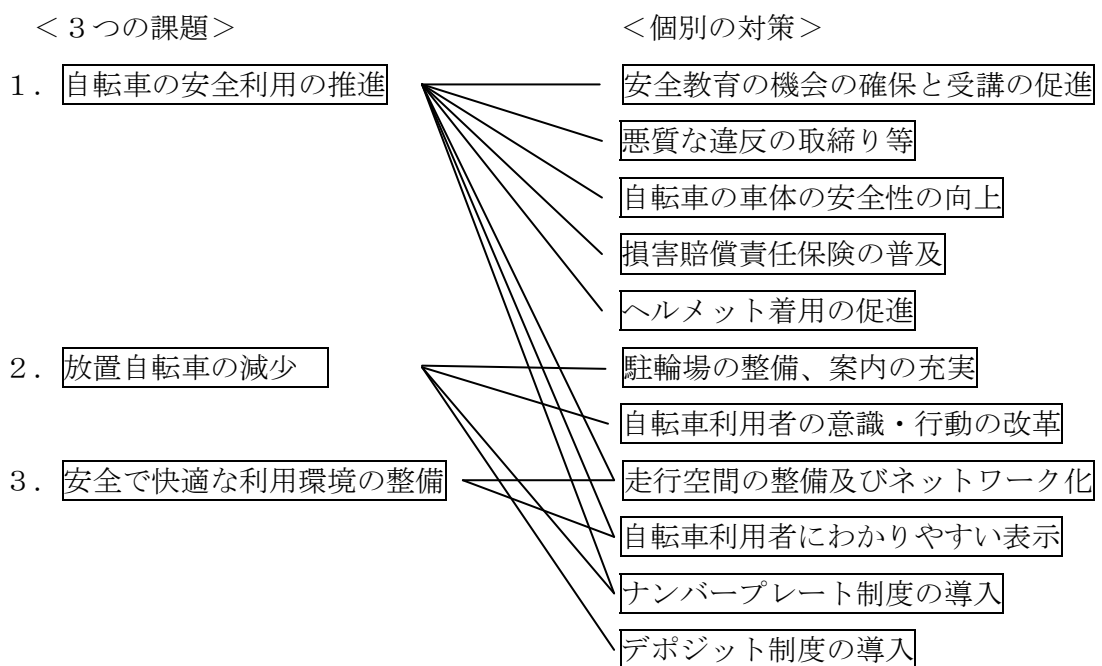 ＜３つの課題＞ ＜個別の対策＞
１．自転車の安全利用の推進 安全教育の機会の確保と受講の促進
悪質な違反の取締り等
自転車の車体の安全性の向上
損害賠償責任保険の普及
ヘルメット着用の促進
２．放置自転車の減少 駐輪場の整備、案内の充実
自転車利用者の意識・行動の改革
３．安全で快適な利用環境の整備 走行空間の整備及びネットワーク化
自転車利用者にわかりやすい表示
ナンバープレート制度の導入
デポジット制度の導入